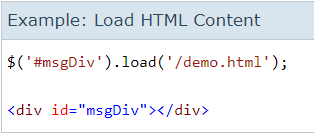 Example: Load HTML Content
$('#msgDiv').load('/demo.html');
<div id="msgDiv"></div>